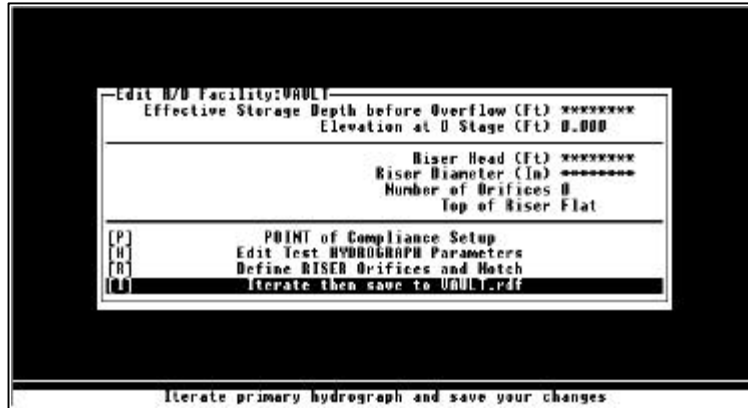 Edit R/D Facility:VAULT
Effective Storage Depth before Overflow (Ft) ********
Elevation at 0 Stage (Ft) 0.000
Riser Head (Ft) ********
Riser Diameter (In) ********
Number of Orifices 0
Top of Riser Flat
[P] POINT of Compliance Setup
[H] Edit Test HYDROGRAPH Parameters
[R] Define RISER Orifices and Notch
[I] Iterate then save to VAULT.rdf
Iterate primary hydrograph and save your changes